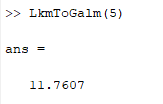 >> LkmToGalm(5)
ans =
11.7607